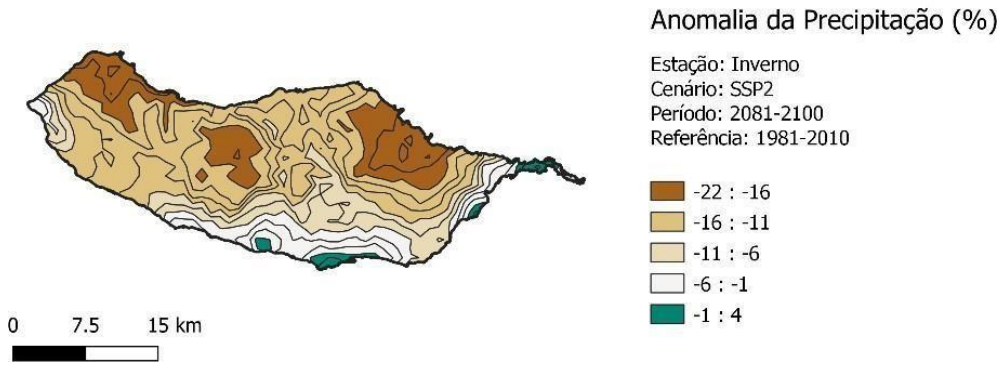 Anomalia da Precipitação (%)
Estação: Inverno
Cenário: SSP2
Período: 2081-2100
Referência: 1981-2010
-22 : -16
-16 : -11
-11 : -6
-6 : -1
-1 : 4
0 7.5 15 km